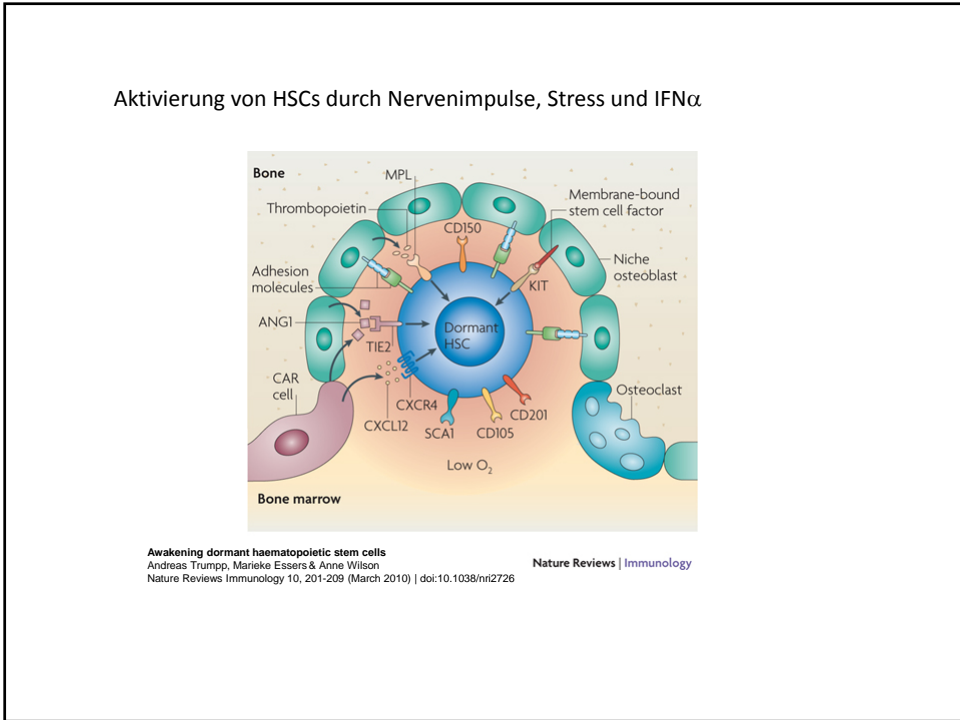 Aktivierung von HSCs durch Nervenimpulse, Stress und IFNα
Bone
MPL
Thrombopoietin
CD150
Membrane-bound
stem cell factor
Adhesion
molecules
KIT
Niche
osteoblast
ANG1
TIE2
Dormant
HSC
CAR
cell
CXCR4
CXCL12
SCA1
CD105
CD201
Osteoclast
Low O₂
Bone marrow
Awakening dormant haematopoietic stem cells
Andreas Trumpp, Marieke Essers & Anne Wilson
Nature Reviews Immunology 10, 201-209 (March 2010) | doi:10.1038/nri2726
Nature Reviews | Immunology